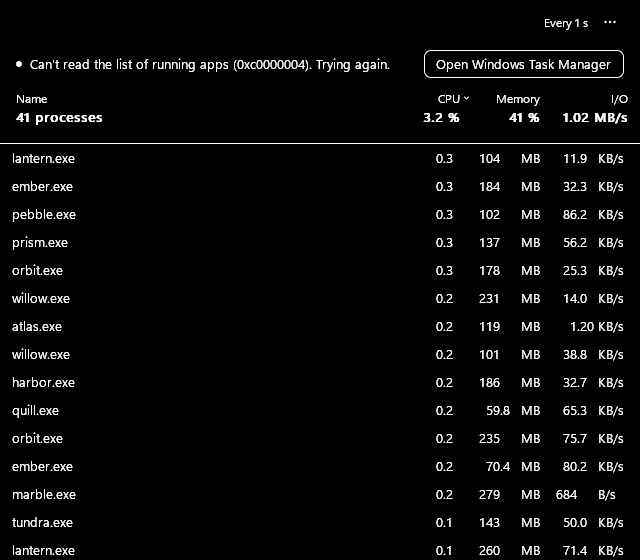 Every 1 s ···
• Can't read the list of running apps (0xc0000004). Trying again. Open Windows Task Manager
Name CPU Memory I/O
41 processes 3.2 % 41 % 1.02 MB/s
lantern.exe 0.3 104 MB 11.9 KB/s
ember.exe 0.3 184 MB 32.3 KB/s
pebble.exe 0.3 102 MB 86.2 KB/s
prism.exe 0.3 137 MB 56.2 KB/s
orbit.exe 0.3 178 MB 25.3 KB/s
willow.exe 0.2 231 MB 14.0 KB/s
atlas.exe 0.2 119 MB 1.20 KB/s
willow.exe 0.2 101 MB 38.8 KB/s
harbor.exe 0.2 186 MB 32.7 KB/s
quill.exe 0.2 59.8 MB 65.3 KB/s
orbit.exe 0.2 235 MB 75.7 KB/s
ember.exe 0.2 70.4 MB 80.2 KB/s
marble.exe 0.2 279 MB 684 B/s
tundra.exe 0.1 143 MB 50.0 KB/s
lantern.exe 0.1 260 MB 71.4 KB/s